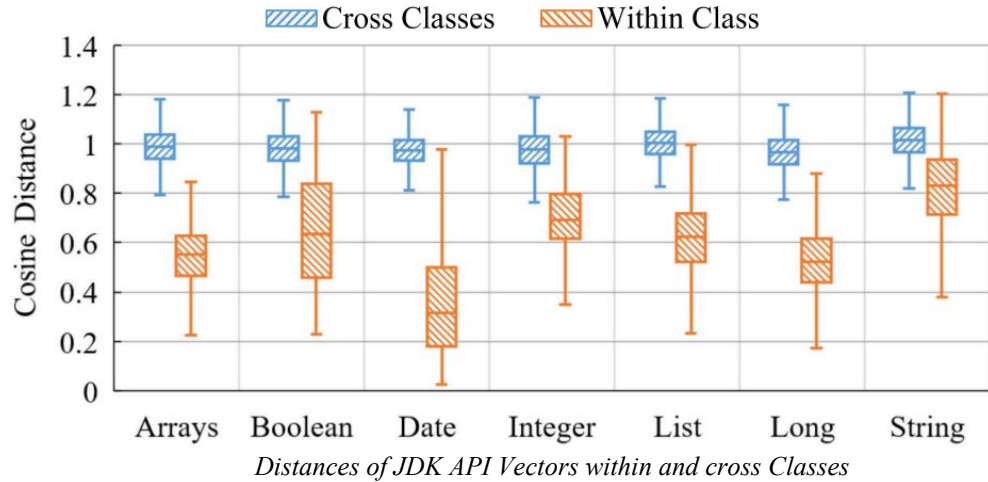 Cross Classes Within Class
1.4
1.2
1
0.8
0.6
0.4
0.2
0
Cosine Distance
Arrays Boolean Date Integer List Long String
Distances of JDK API Vectors within and cross Classes